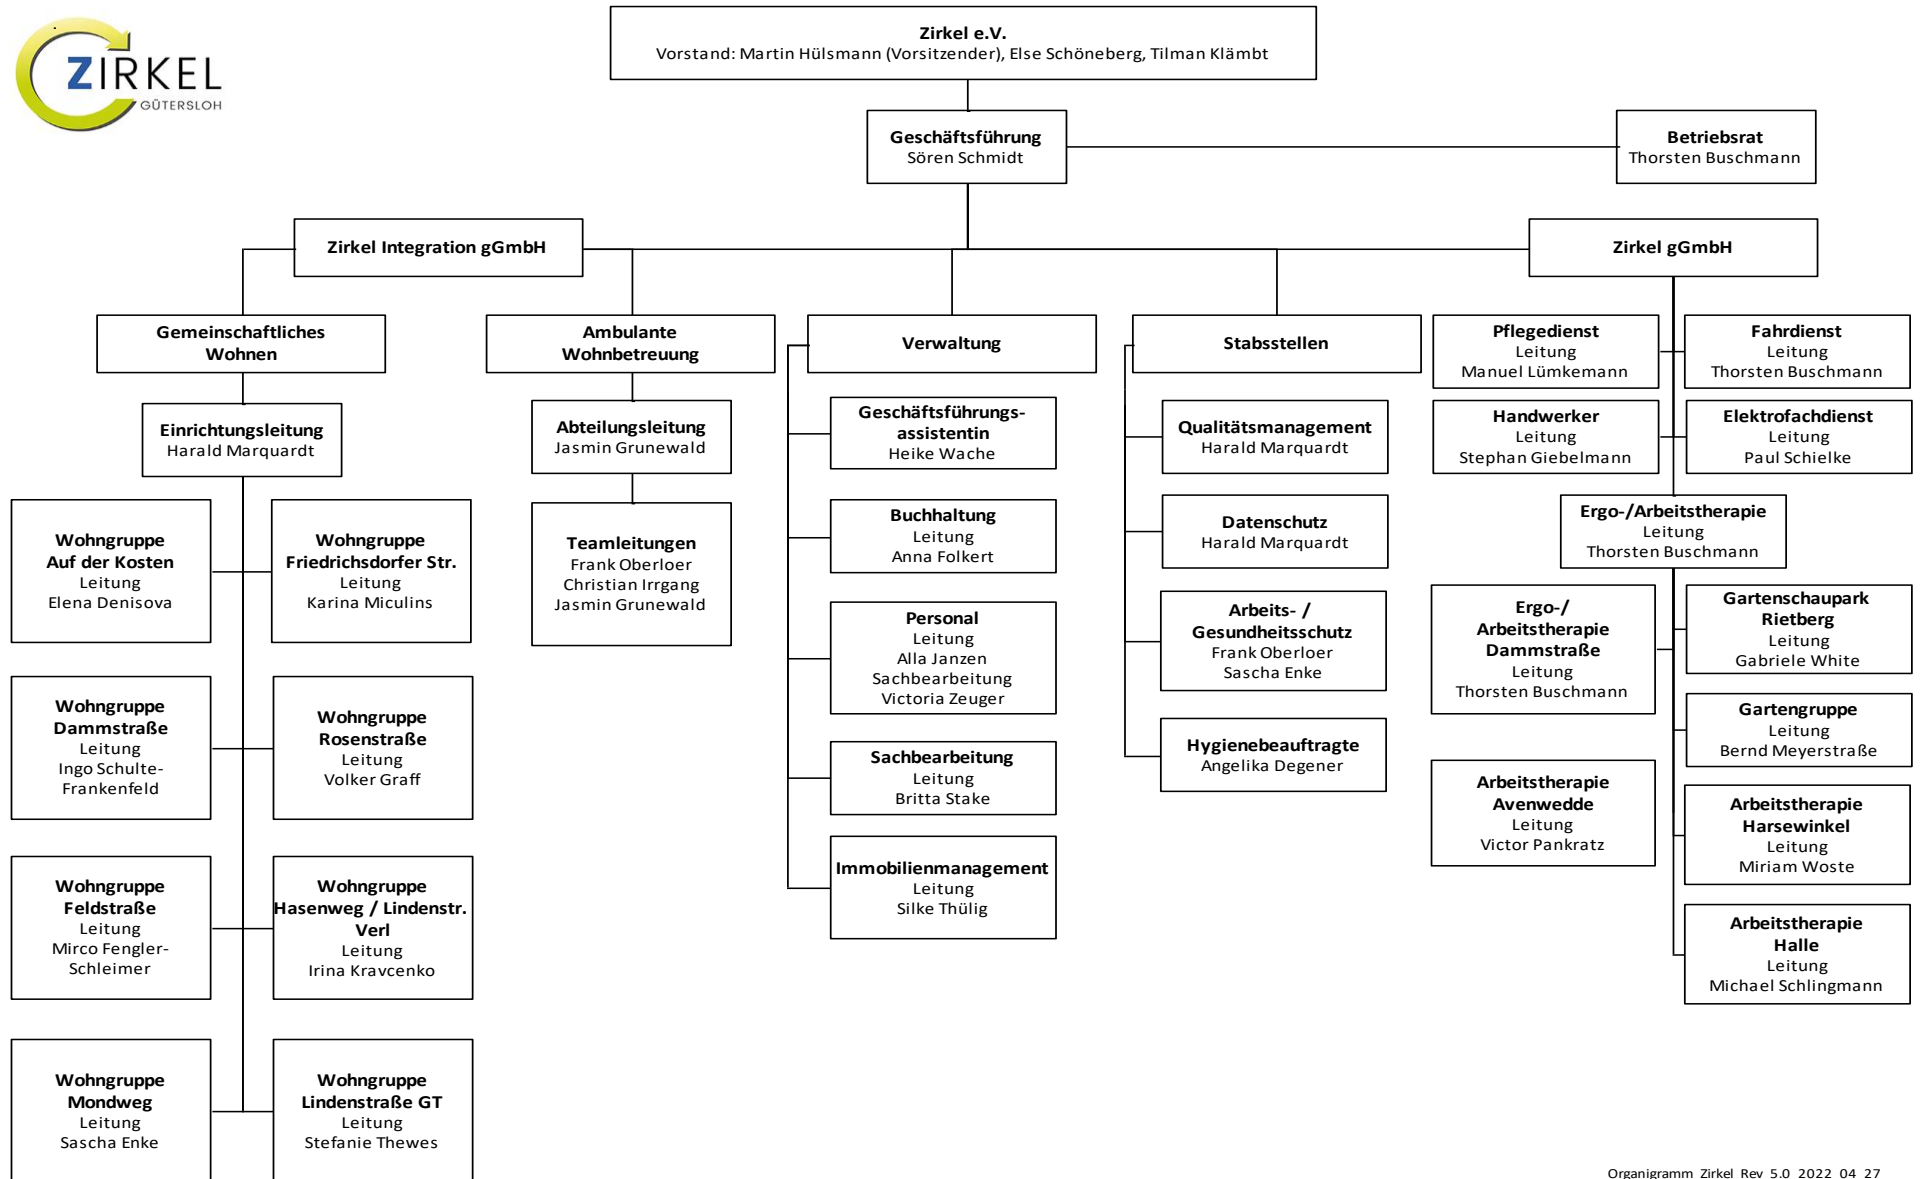 ZIRKEL
GÜTERSLOH
Zirkel e.V.
Vorstand: Martin Hülsmann (Vorsitzender), Else Schöneberg, Tilman Klämbt
Geschäftsführung
Sören Schmidt
Betriebsrat
Thorsten Buschmann
Zirkel Integration gGmbH
Zirkel gGmbH
Gemeinschaftliches
Wohnen
Einrichtungsleitung
Harald Marquardt
Wohngruppe
Auf der Kosten
Leitung
Elena Denisova
Wohngruppe
Friedrichsdorfer Str.
Leitung
Karina Miculins
Wohngruppe
Dammstraße
Leitung
Ingo Schulte-
Frankenfeld
Wohngruppe
Rosenstraße
Leitung
Volker Graff
Wohngruppe
Feldstraße
Leitung
Mirco Fengler-
Schleimer
Wohngruppe
Hasenweg / Lindenstr.
Verl
Leitung
Irina Kravcenko
Wohngruppe
Mondweg
Leitung
Sascha Enke
Wohngruppe
Lindenstraße GT
Leitung
Stefanie Thewes
Ambulante
Wohnbetreuung
Abteilungsleitung
Jasmin Grunewald
Teamleitungen
Frank Oberloer
Christian Irrgang
Jasmin Grunewald
Verwaltung
Geschäftsführungs-
assistentin
Heike Wache
Buchhaltung
Leitung
Anna Folkert
Personal
Leitung
Alla Janzen
Sachbearbeitung
Victoria Zeuger
Sachbearbeitung
Leitung
Britta Stake
Immobilienmanagement
Leitung
Silke Thülig
Stabsstellen
Qualitätsmanagement
Harald Marquardt
Datenschutz
Harald Marquardt
Arbeits- /
Gesundheitsschutz
Frank Oberloer
Sascha Enke
Hygienebeauftragte
Angelika Degener
Pflegedienst
Leitung
Manuel Lümkemann
Fahrdienst
Leitung
Thorsten Buschmann
Handwerker
Leitung
Stephan Giebelmann
Elektrofachdienst
Leitung
Paul Schielke
Ergo-/Arbeitstherapie
Leitung
Thorsten Buschmann
Ergo-/
Arbeitstherapie
Dammstraße
Leitung
Thorsten Buschmann
Gartenschaupark
Rietberg
Leitung
Gabriele White
Gartengruppe
Leitung
Bernd Meyerstraße
Arbeitstherapie
Avenwedde
Leitung
Victor Pankratz
Arbeitstherapie
Harsewinkel
Leitung
Miriam Woste
Arbeitstherapie
Halle
Leitung
Michael Schlingmann
Organigramm Zirkel Rev 5.0 2022 04 27